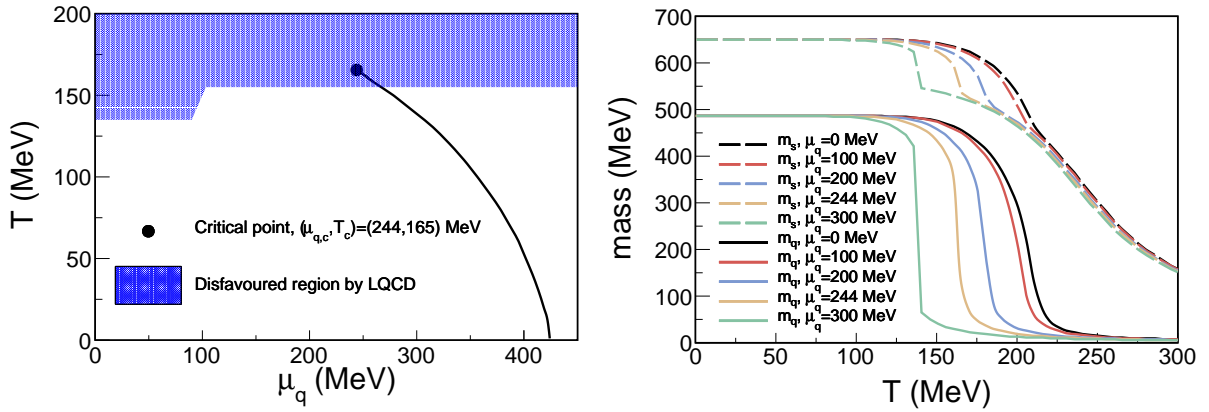 200
150
100
50
0
T (MeV)
Critical point, (μq,c,Tc)=(244,165) MeV
Disfavoured region by LQCD
0 100 200 300 400
μq (MeV)
700
600
500
400
300
200
100
0
mass (MeV)
ms, μq=0 MeV
ms, μq=100 MeV
ms, μq=200 MeV
ms, μq=244 MeV
ms, μq=300 MeV
mq, μq=0 MeV
mq, μq=100 MeV
mq, μq=200 MeV
mq, μq=244 MeV
mq, μq=300 MeV
0 50 100 150 200 250 300
T (MeV)